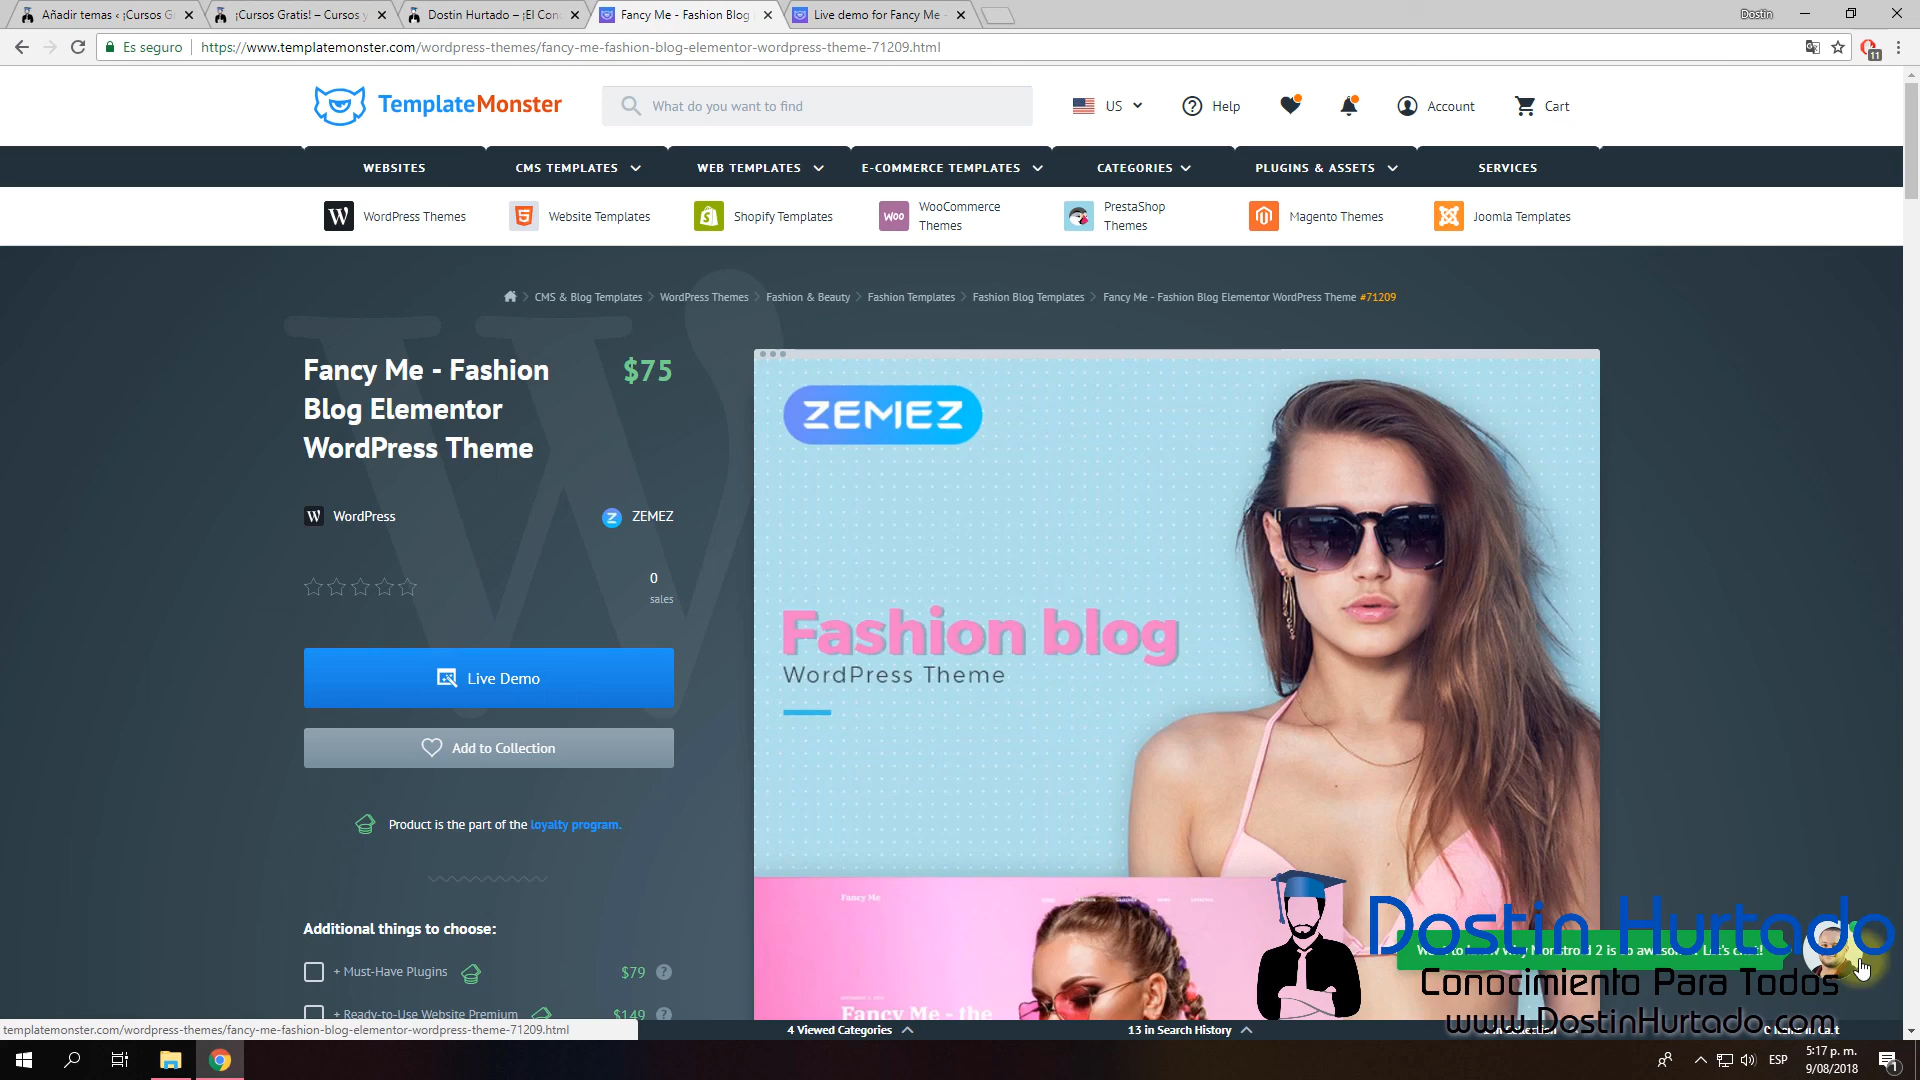 Añadir temas ‹ ¡Cursos G
¡Cursos Gratis! – Cursos y
Dostin Hurtado – ¡El Con
Fancy Me - Fashion Blog
Live demo for Fancy Me -
Dostin
Es seguro
https://www.templatemonster.com/wordpress-themes/fancy-me-fashion-blog-elementor-wordpress-theme-71209.html
11
TemplateMonster
What do you want to find
US
Help
Account
Cart
WEBSITES
CMS TEMPLATES
WEB TEMPLATES
E-COMMERCE TEMPLATES
CATEGORIES
PLUGINS & ASSETS
SERVICES
WordPress Themes
Website Templates
Shopify Templates
Woo
WooCommerce
Themes
PrestaShop
Themes
Magento Themes
Joomla Templates
CMS & Blog Templates
WordPress Themes
Fashion & Beauty
Fashion Templates
Fashion Blog Templates
Fancy Me - Fashion Blog Elementor WordPress Theme #71209
Fancy Me - Fashion
Blog Elementor
WordPress Theme
$75
WordPress
ZEMEZ
0
sales
Live Demo
Add to Collection
Product is the part of the loyalty program.
Additional things to choose:
+ Must-Have Plugins
$79
+ Ready-to-Use Website Premium
$149
ZEMEZ
Fashion blog
WordPress Theme
Fancy Me
Fancy Me - the
Dostin Hurtado
Conocimiento Para Todos
www.DostinHurtado.com
templatemonster.com/wordpress-themes/fancy-me-fashion-blog-elementor-wordpress-theme-71209.html
4 Viewed Categories
13 in Search History
ESP
5:17 p. m.
9/08/2018
1